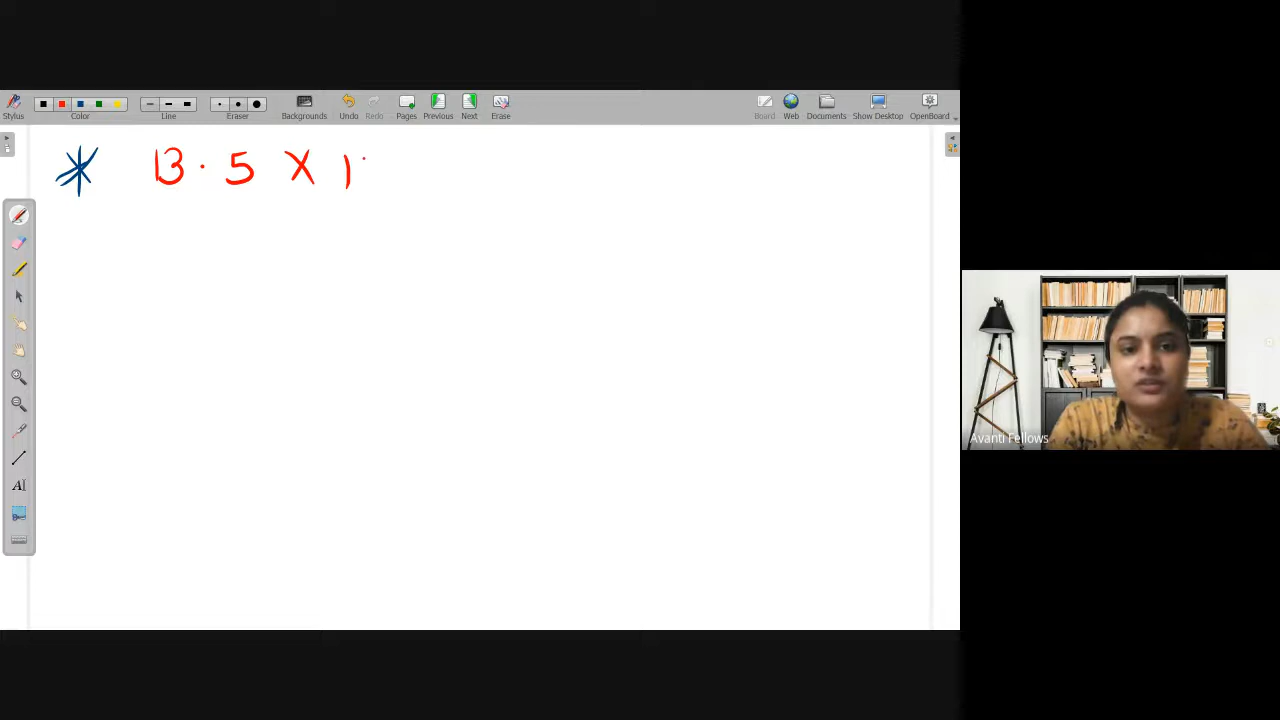 Stylus Color Line Eraser Backgrounds Undo Redo Pages Previous Next Erase Board Web Documents Show Desktop OpenBoard
* 13.5 X 1
AI
Avanti Fellows